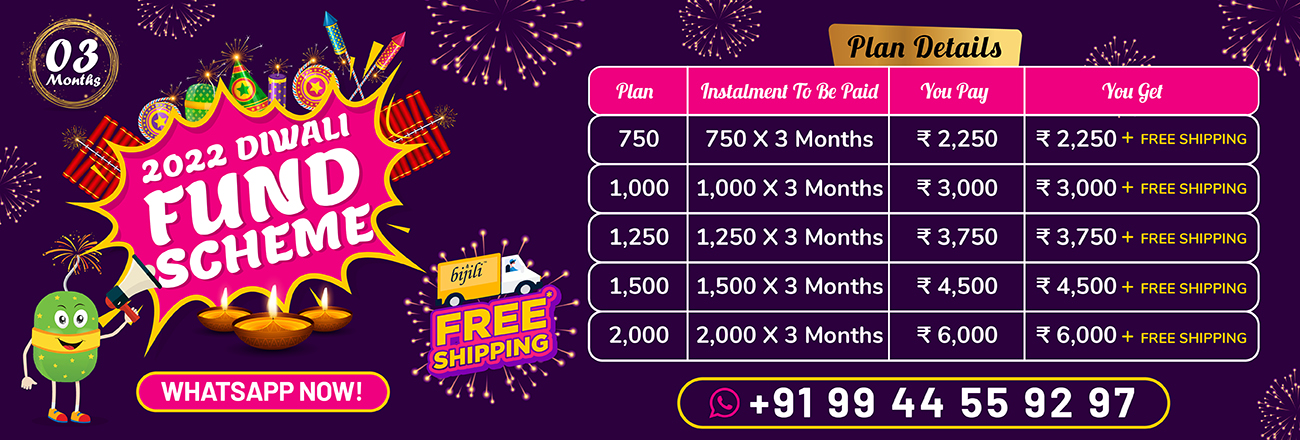 03
Months
2022 DIWALI
FUND
SCHEME
WHATSAPP NOW!
bijili™
FREE*
SHIPPING
Plan Details
Plan Instalment To Be Paid You Pay You Get
750 750 X 3 Months ₹ 2,250 ₹ 2,250 + FREE SHIPPING
1,000 1,000 X 3 Months ₹ 3,000 ₹ 3,000 + FREE SHIPPING
1,250 1,250 X 3 Months ₹ 3,750 ₹ 3,750 + FREE SHIPPING
1,500 1,500 X 3 Months ₹ 4,500 ₹ 4,500 + FREE SHIPPING
2,000 2,000 X 3 Months ₹ 6,000 ₹ 6,000 + FREE SHIPPING
+91 99 44 55 92 97